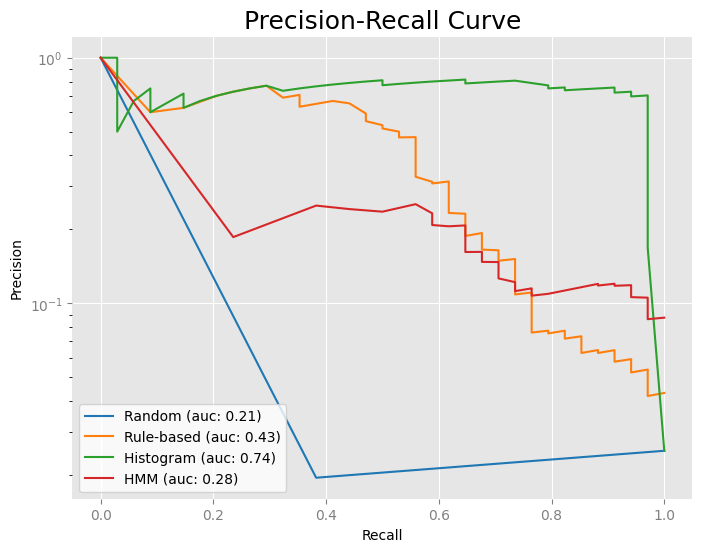 Precision-Recall Curve
Precision
10⁰
10⁻¹
Random (auc: 0.21)
Rule-based (auc: 0.43)
Histogram (auc: 0.74)
HMM (auc: 0.28)
0.0 0.2 0.4 0.6 0.8 1.0
Recall